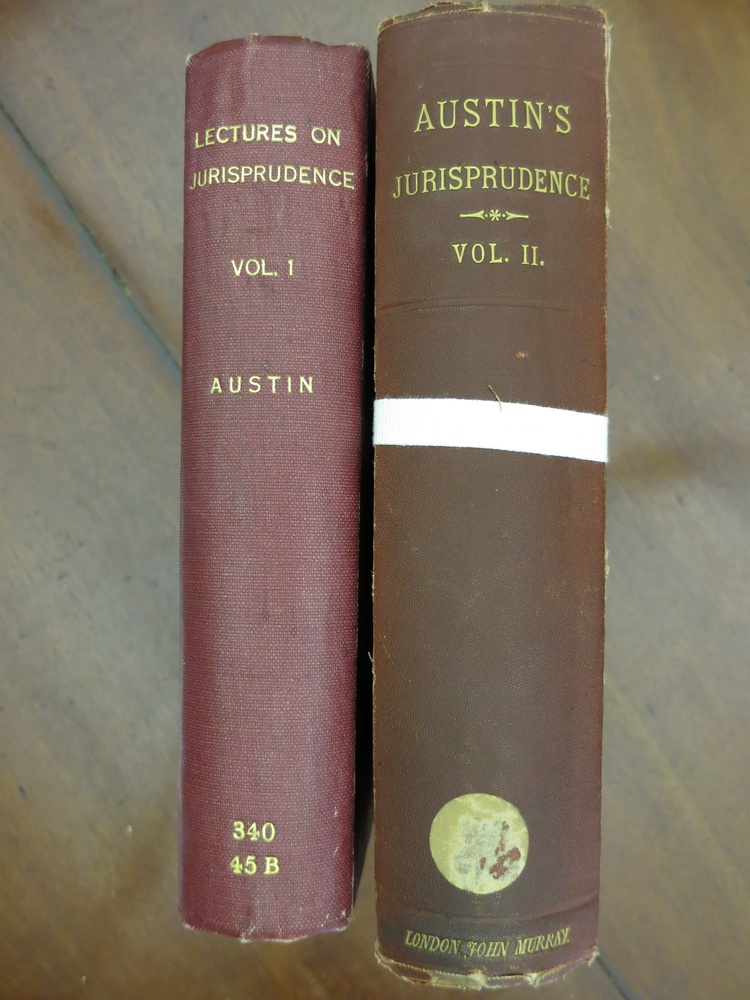 LECTURES ON
JURISPRUDENCE
VOL. 1
AUSTIN
340
45 B
AUSTIN'S
JURISPRUDENCE
VOL. II.
LONDON, JOHN MURRAY.